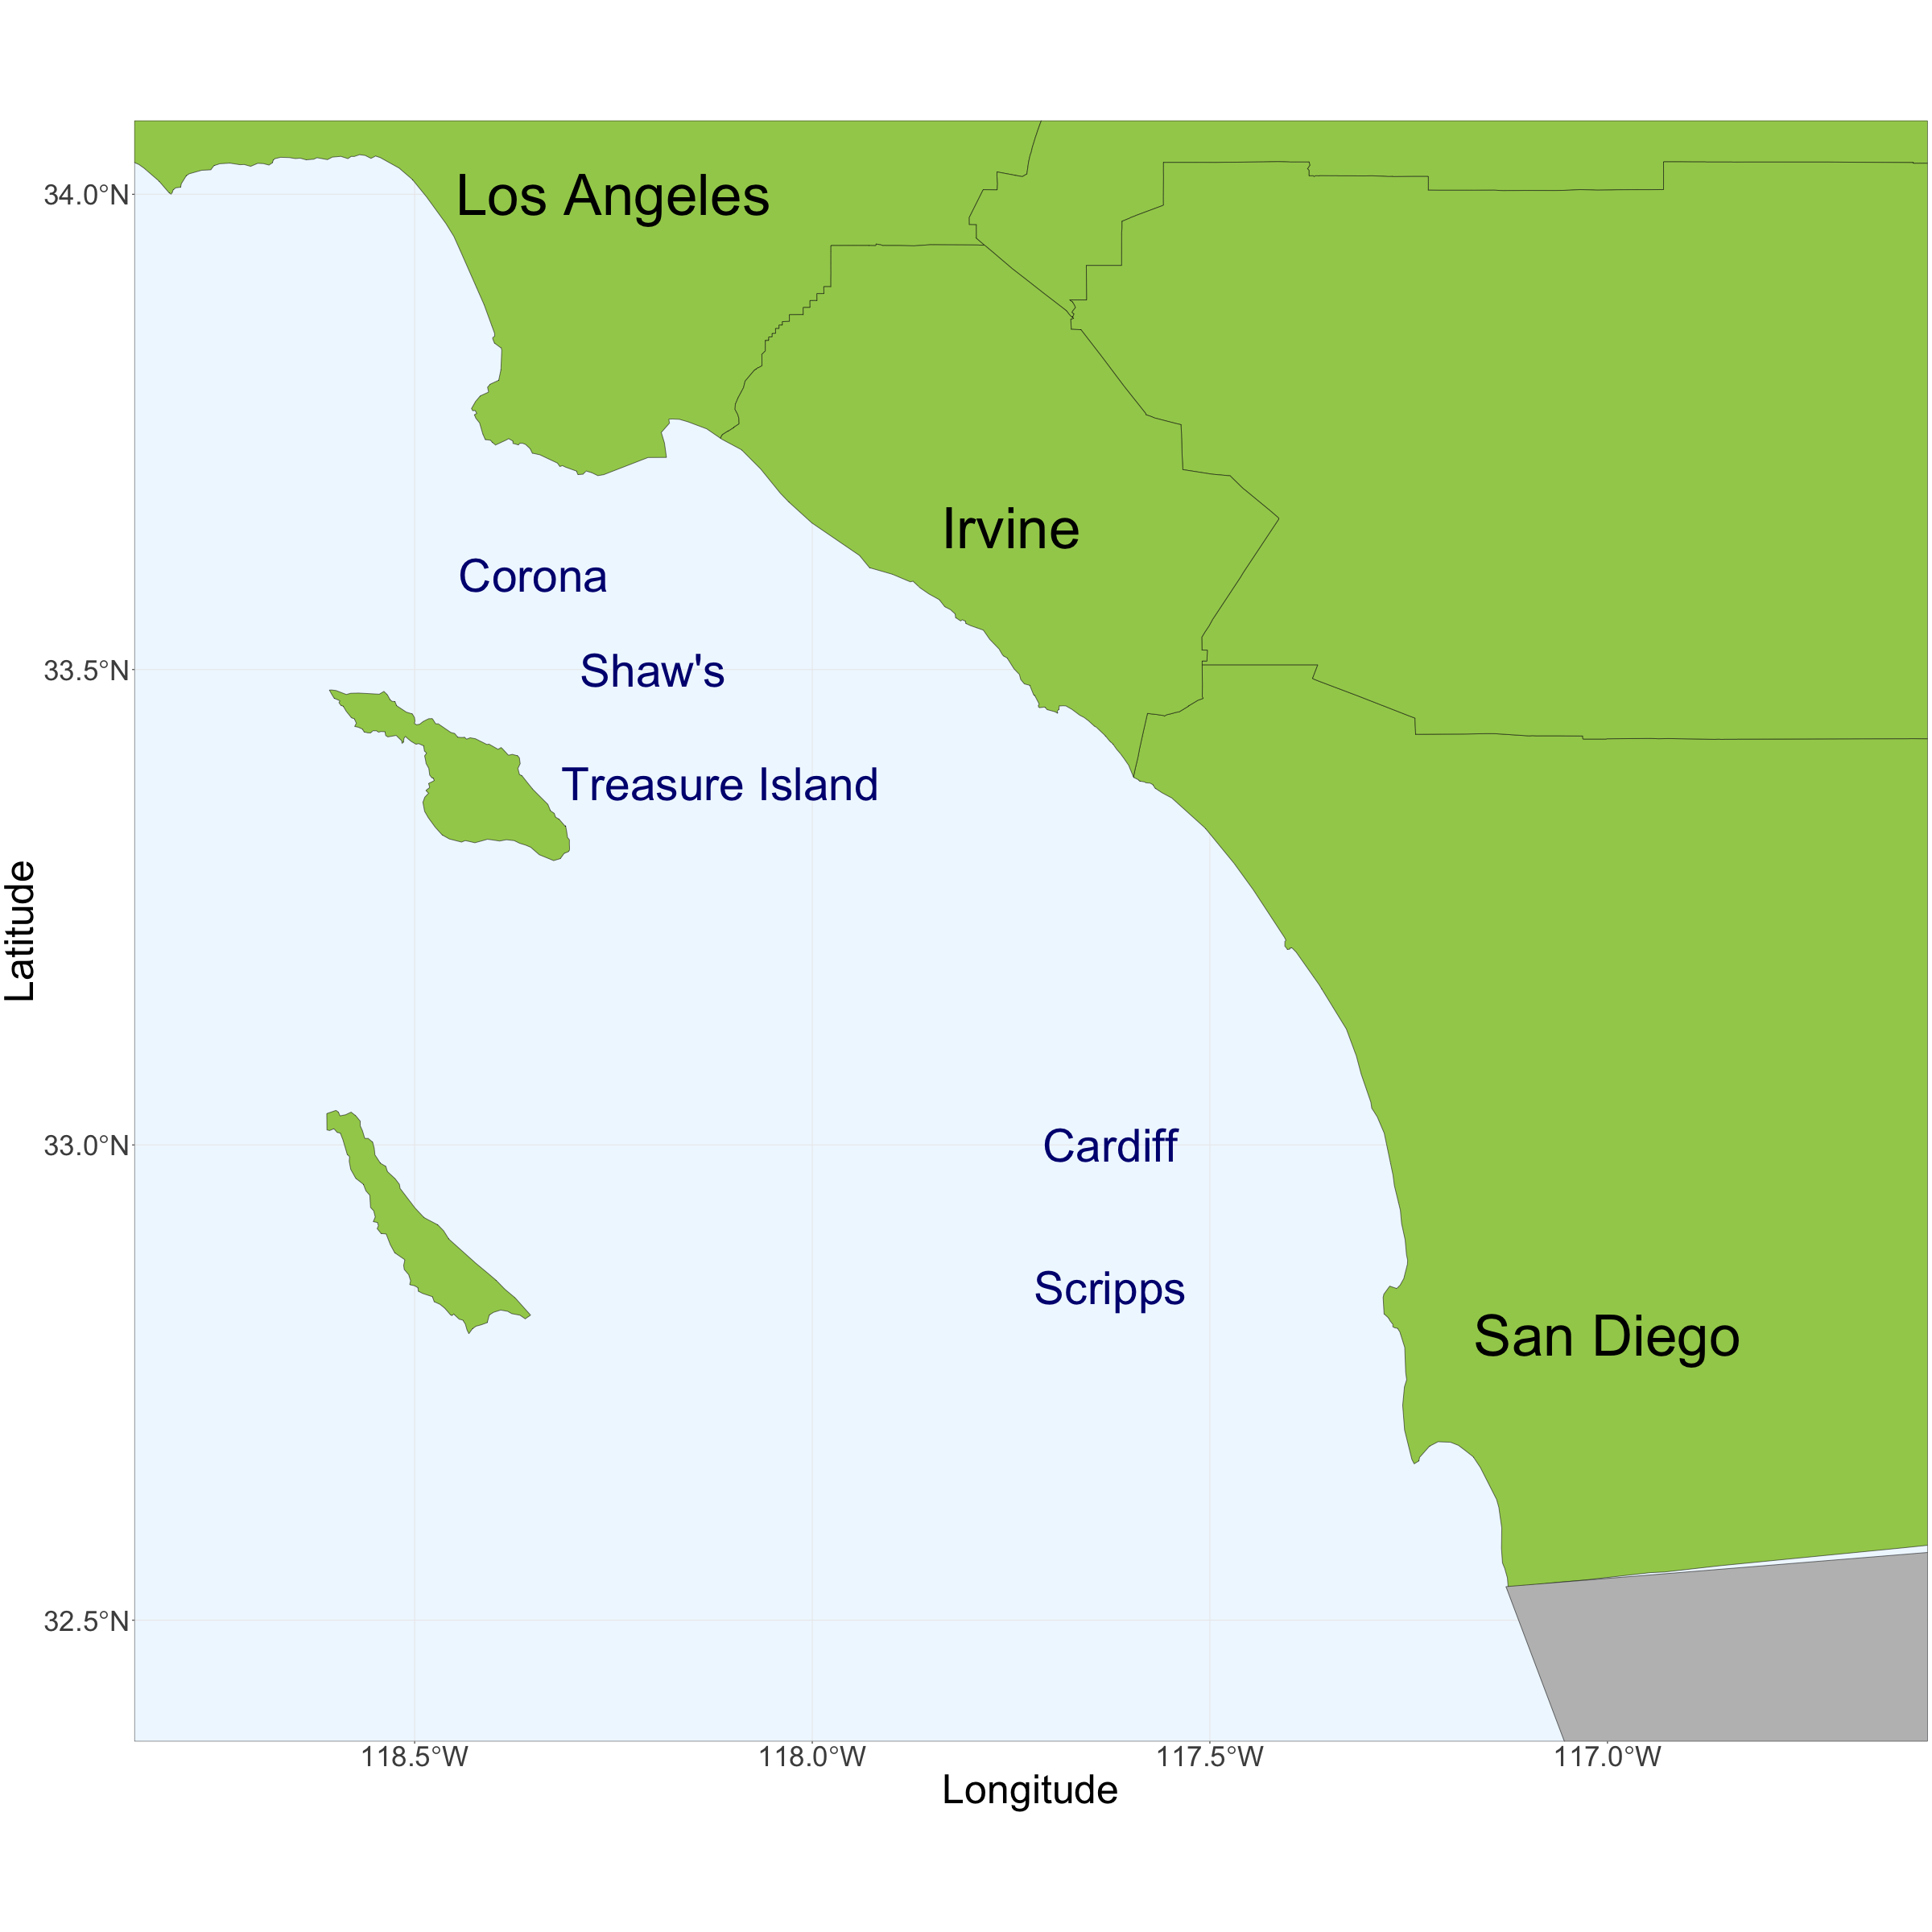 34.0°N
Los Angeles
Irvine
Corona
33.5°N
Shaw's
Treasure Island
Latitude
33.0°N
Cardiff
Scripps
San Diego
32.5°N
118.5°W
118.0°W
117.5°W
117.0°W
Longitude